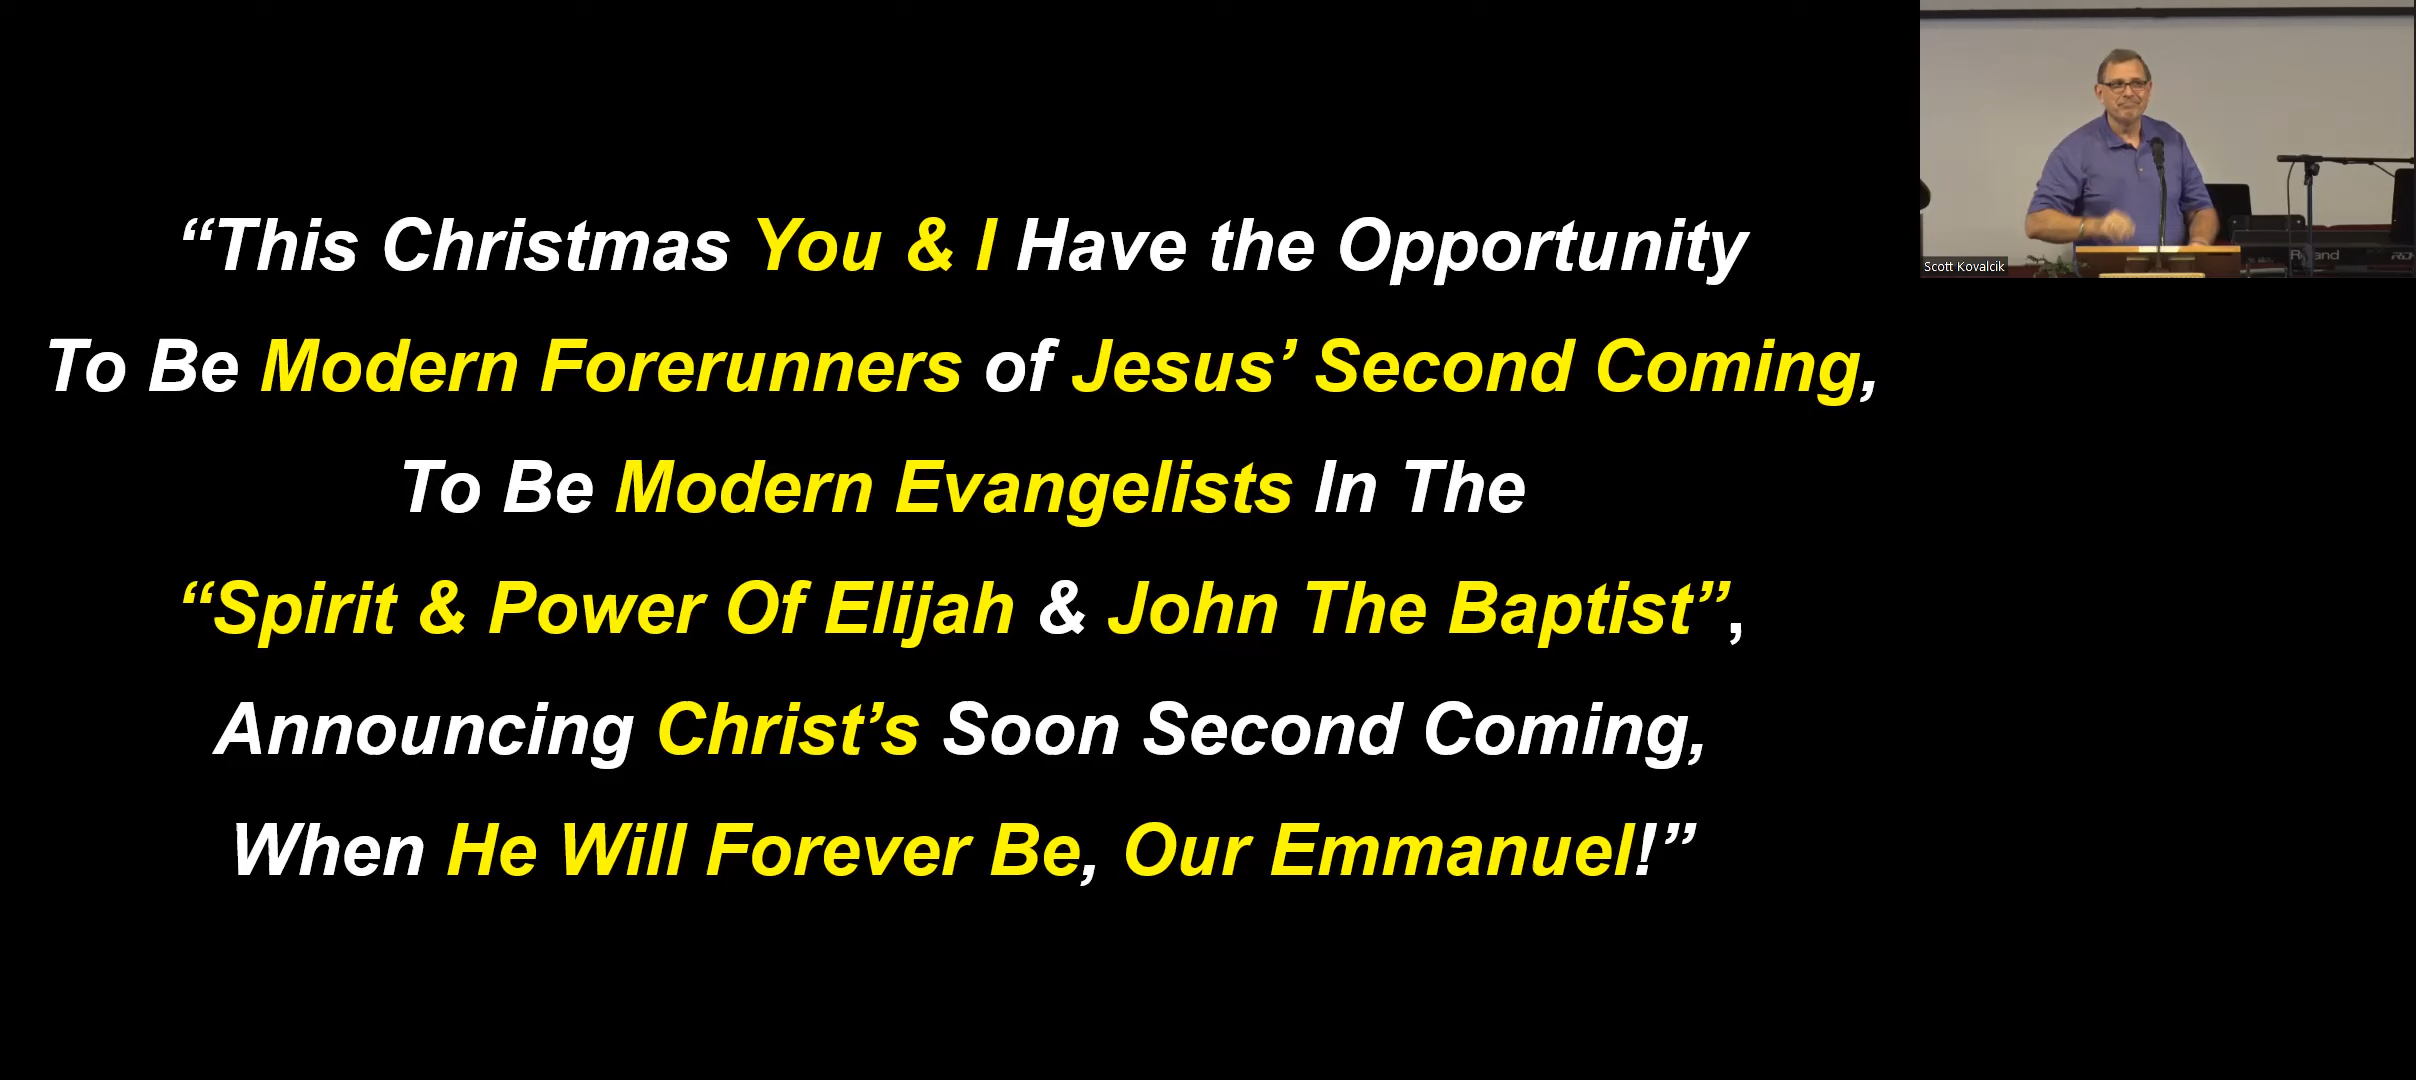 “This Christmas You & I Have the Opportunity
To Be Modern Forerunners of Jesus’ Second Coming,
To Be Modern Evangelists In The
“Spirit & Power Of Elijah & John The Baptist”,
Announcing Christ’s Soon Second Coming,
When He Will Forever Be, Our Emmanuel!”
Scott Kovalcik
Roland